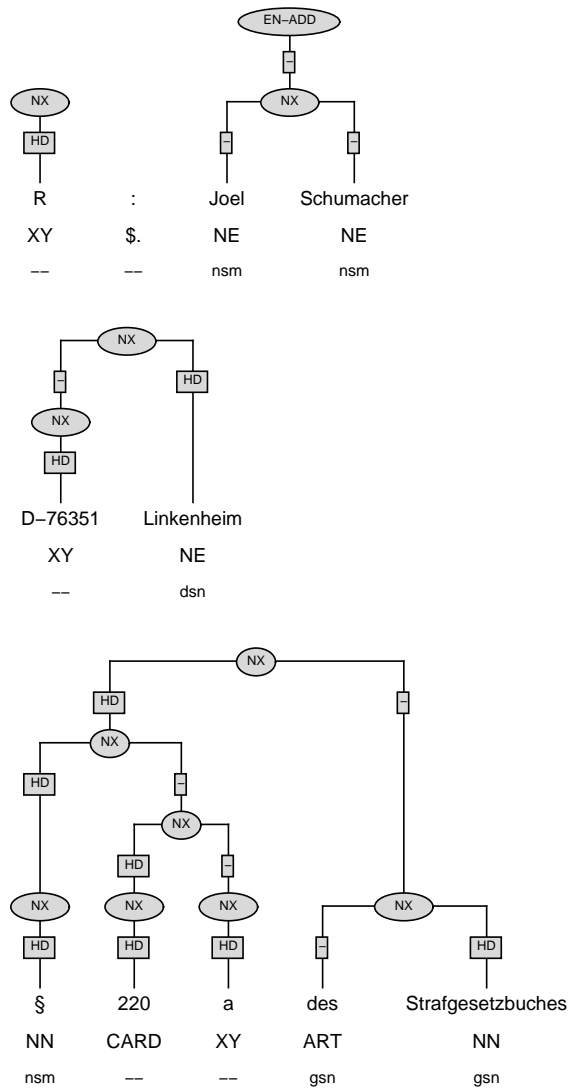 EN–ADD
–
NX NX
HD – –
R : Joel Schumacher
XY $. NE NE
–– –– nsm nsm
NX
– HD
NX
HD
D–76351 Linkenheim
XY NE
–– dsn
NX
HD –
NX
HD –
NX
HD –
NX NX NX NX
HD HD HD – HD
§ 220 a des Strafgesetzbuches
NN CARD XY ART NN
nsm –– –– gsn gsn